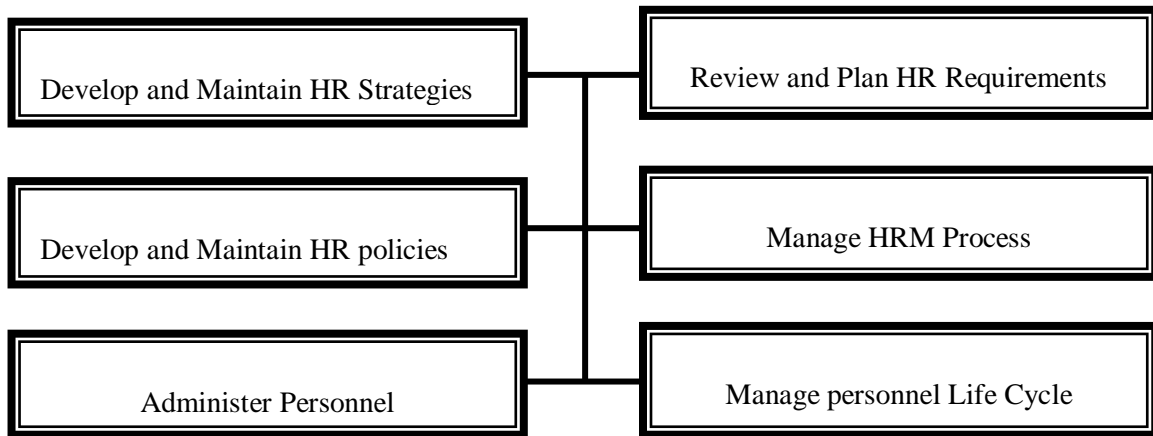 Develop and Maintain HR Strategies
Review and Plan HR Requirements
Develop and Maintain HR policies
Manage HRM Process
Administer Personnel
Manage personnel Life Cycle